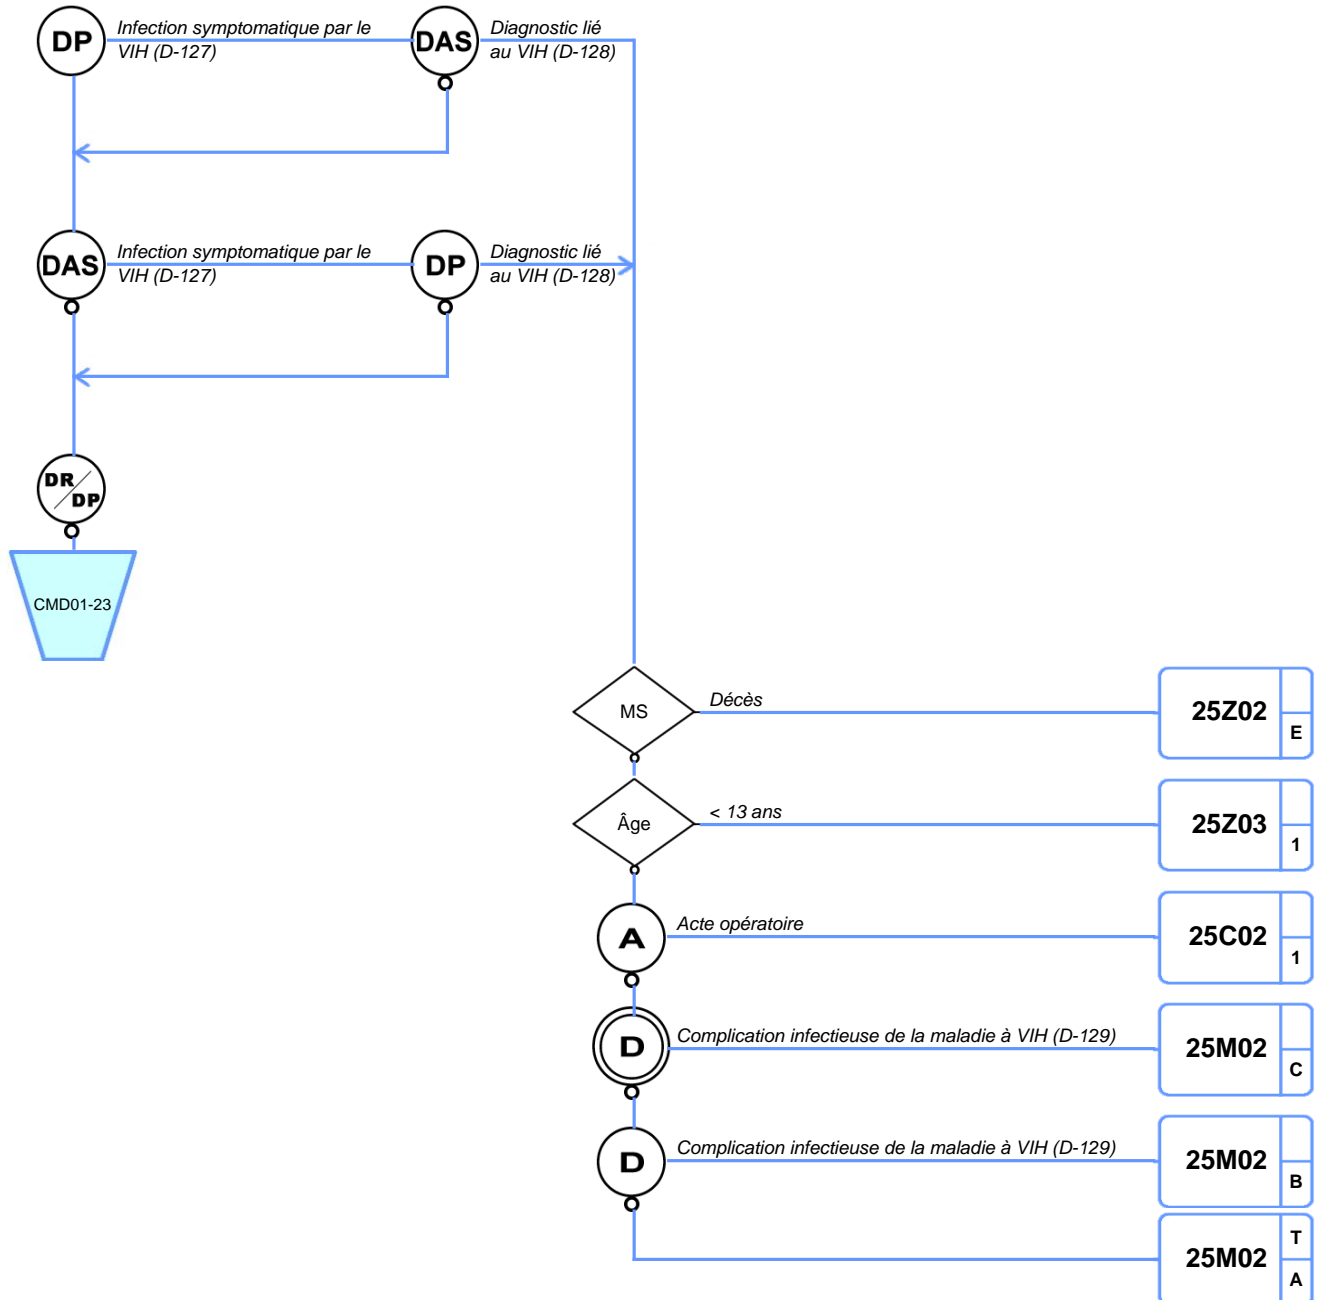 DP
Infection symptomatique par le
VIH (D-127)
DAS
Diagnostic lié
au VIH (D-128)
DAS
Infection symptomatique par le
VIH (D-127)
DP
Diagnostic lié
au VIH (D-128)
DR
DP
CMD01-23
MS
Décès
25Z02
E
Âge
< 13 ans
25Z03
1
A
Acte opératoire
25C02
1
D
Complication infectieuse de la maladie à VIH (D-129)
25M02
C
D
Complication infectieuse de la maladie à VIH (D-129)
25M02
B
25M02
T
A